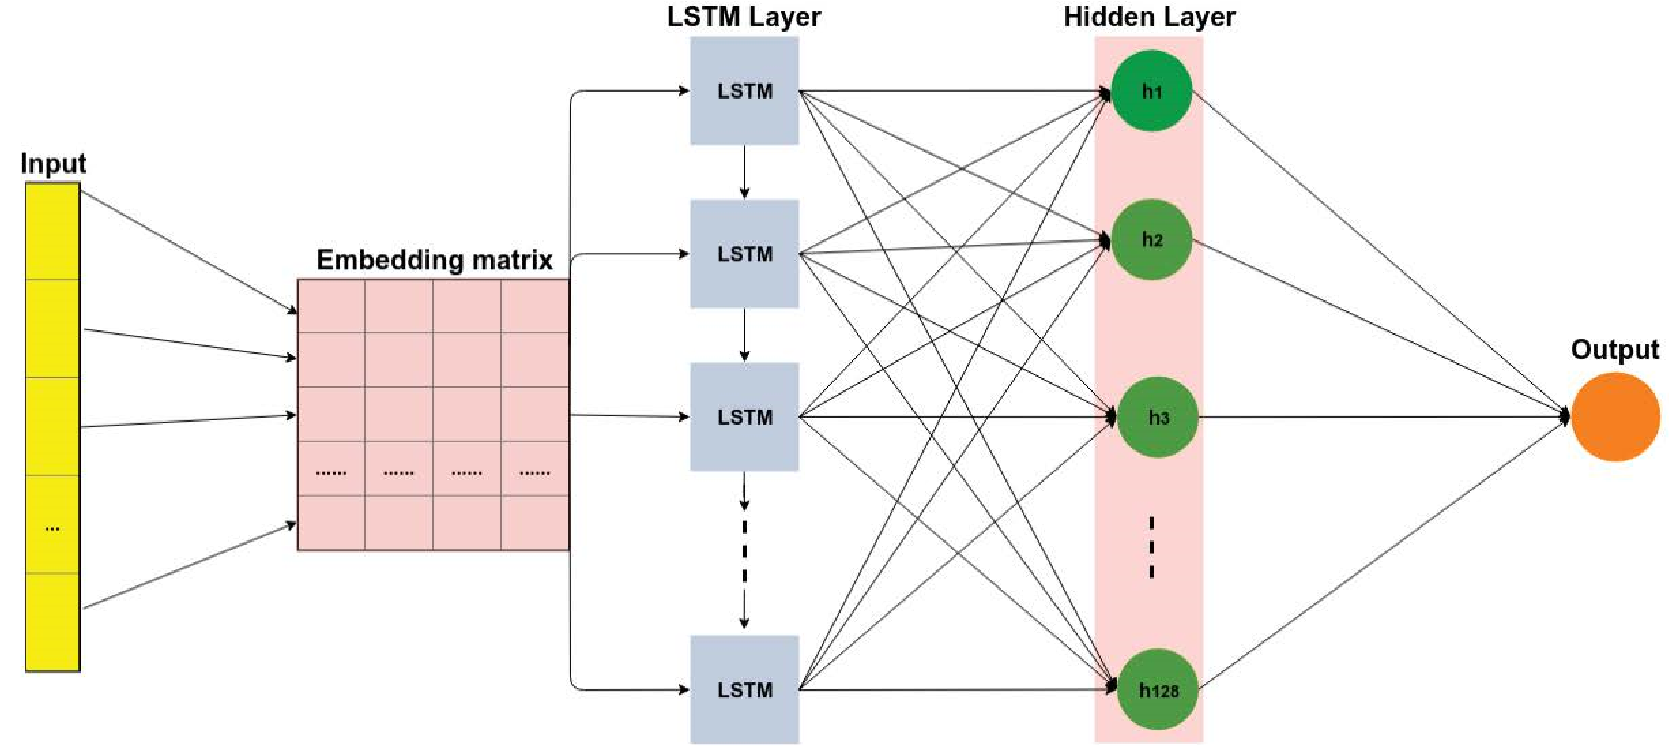 LSTM Layer
Hidden Layer
Input
Embedding matrix
...... ...... ...... ......
...
LSTM
LSTM
LSTM
LSTM
h1
h2
h3
h128
Output